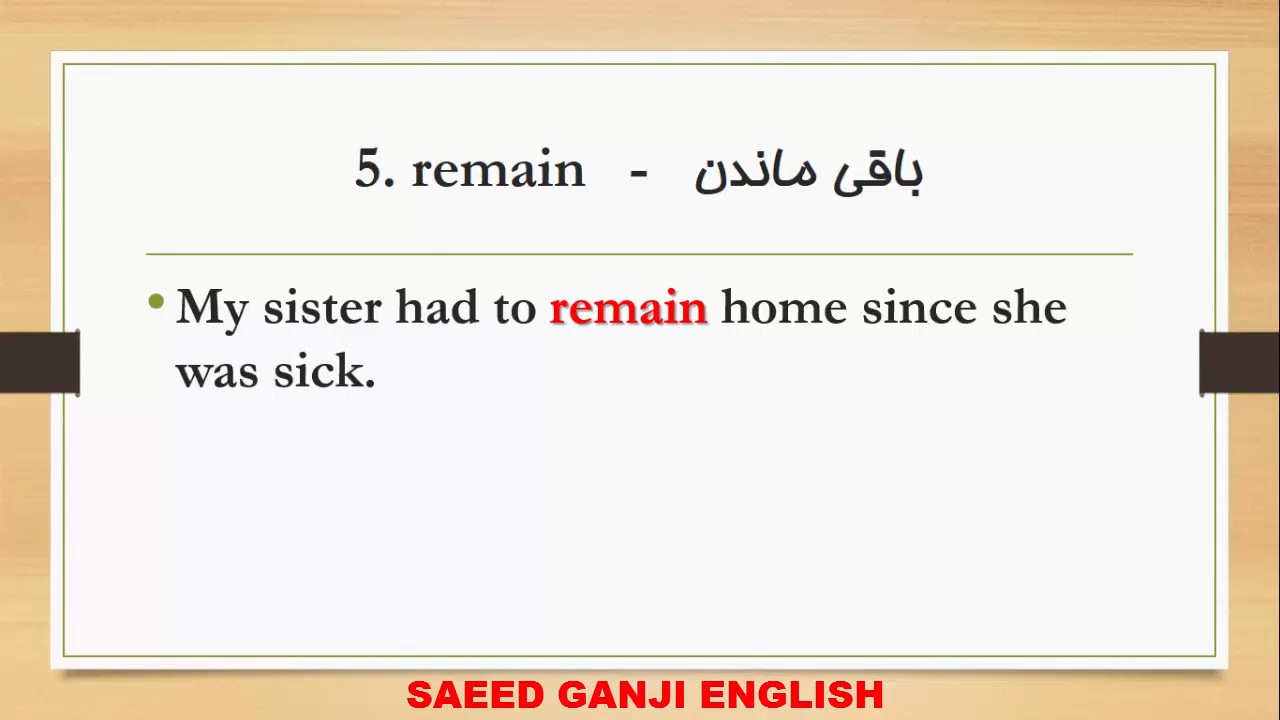 5. remain - باقی ماندن
• My sister had to remain home since she
was sick.
SAEED GANJI ENGLISH